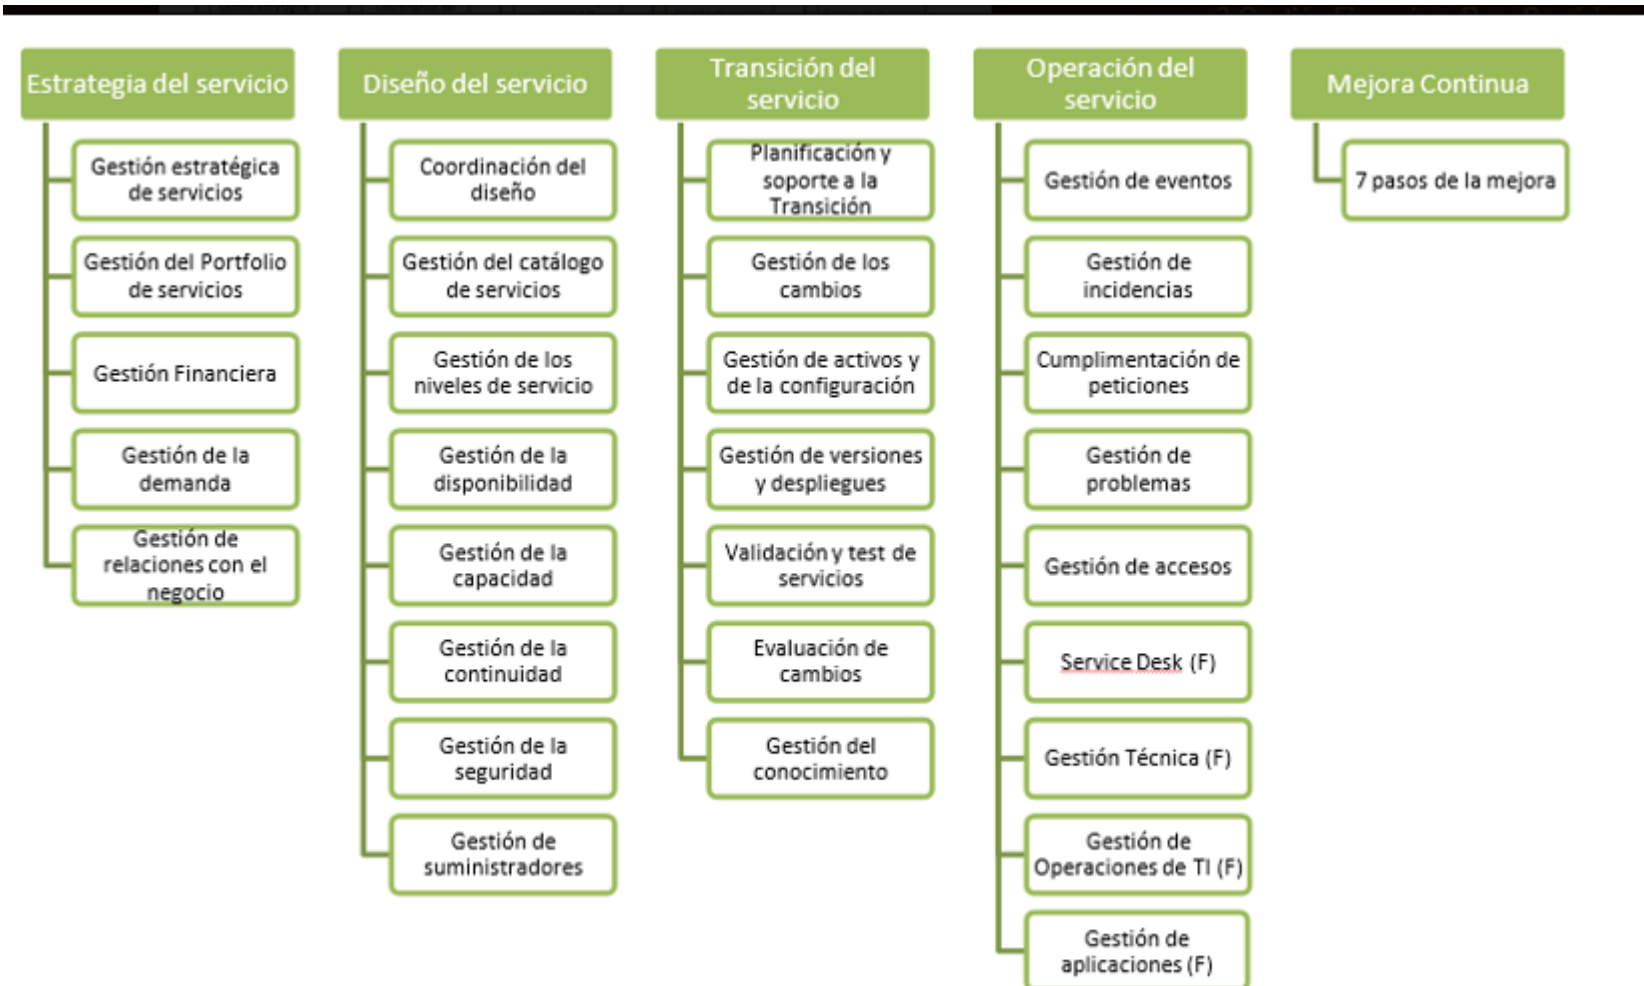 Estrategia del servicio
Gestión estratégica
de servicios
Gestión del Portfolio
de servicios
Gestión Financiera
Gestión de la
demanda
Gestión de
relaciones con el
negocio
Diseño del servicio
Coordinación del
diseño
Gestión del catálogo
de servicios
Gestión de los
niveles de servicio
Gestión de la
disponibilidad
Gestión de la
capacidad
Gestión de la
continuidad
Gestión de la
seguridad
Gestión de
suministradores
Transición del
servicio
Planificación y
soporte a la
Transición
Gestión de los
cambios
Gestión de activos y
de la configuración
Gestión de versiones
y despliegues
Validación y test de
servicios
Evaluación de
cambios
Gestión del
conocimiento
Operación del
servicio
Gestión de eventos
Gestión de
incidencias
Cumplimentación de
peticiones
Gestión de
problemas
Gestión de accesos
Service Desk (F)
Gestión Técnica (F)
Gestión de
Operaciones de TI (F)
Gestión de
aplicaciones (F)
Mejora Continua
7 pasos de la mejora